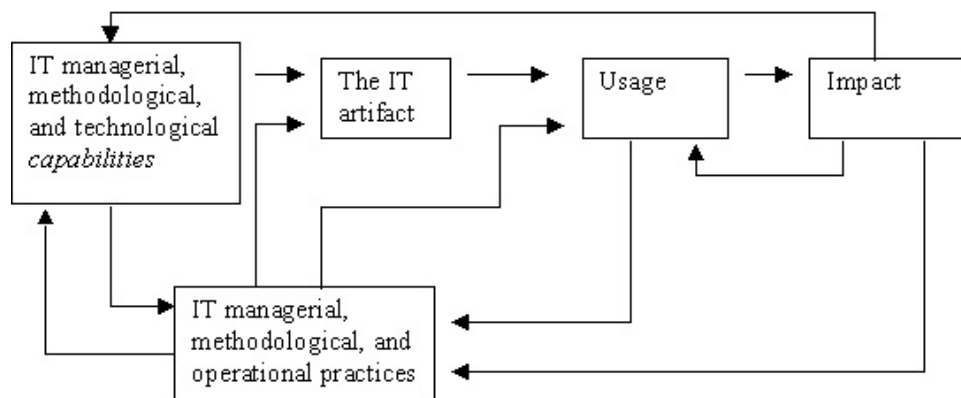 IT managerial,
methodological,
and technological
capabilities
The IT
artifact
Usage
Impact
IT managerial,
methodological, and
operational practices